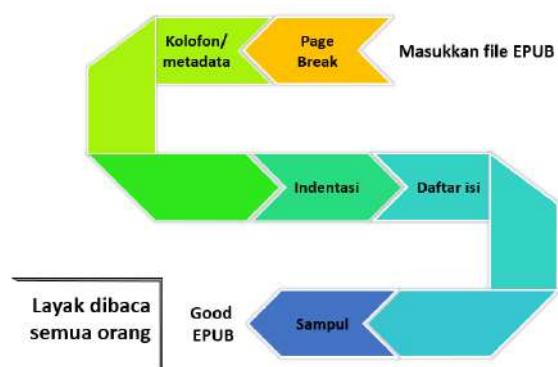 Masukkan file EPUB
Page
Break
Kolofon/
metadata
Indentasi
Daftar isi
Sampul
Good
EPUB
Layak dibaca
semua orang